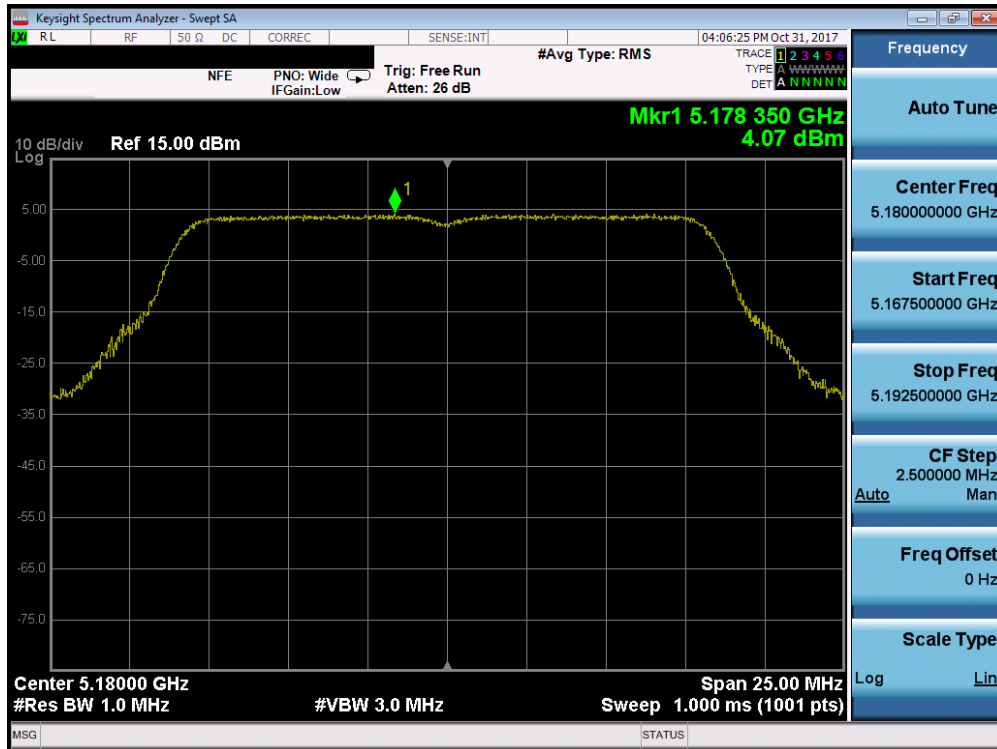 Keysight Spectrum Analyzer - Swept SA
LXI RL RF 50 Ω DC CORREC SENSE:INT 04:06:25 PM Oct 31, 2017
NFE PNO: Wide Trig: Free Run #Avg Type: RMS TRACE 1 2 3 4 5 6
IFGain:Low Atten: 26 dB TYPE A WWWWW
DET A N N N N N
Mkr1 5.178 350 GHz
4.07 dBm
10 dB/div Ref 15.00 dBm
Log
1
5.00
-5.00
-15.0
-25.0
-35.0
-45.0
-55.0
-65.0
-75.0
Center 5.18000 GHz Span 25.00 MHz
#Res BW 1.0 MHz #VBW 3.0 MHz Sweep 1.000 ms (1001 pts)
MSG STATUS
Frequency
Auto Tune
Center Freq
5.180000000 GHz
Start Freq
5.167500000 GHz
Stop Freq
5.192500000 GHz
CF Step
2.500000 MHz
Auto Man
Freq Offset
0 Hz
Scale Type
Log Lin